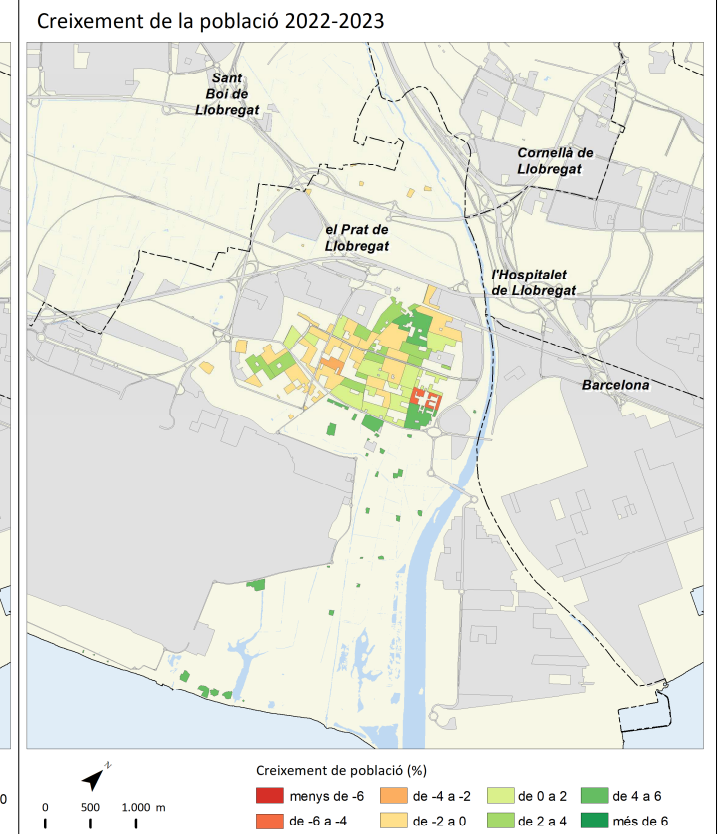 Creixement de la població 2022-2023
Sant
Boi de
Llobregat
Cornellà de
Llobregat
el Prat de
Llobregat
l'Hospitalet
de Llobregat
Barcelona
N
0
0 500 1.000 m
Creixement de població (%)
menys de -6
de -4 a -2
de 0 a 2
de 4 a 6
de -6 a -4
de -2 a 0
de 2 a 4
més de 6